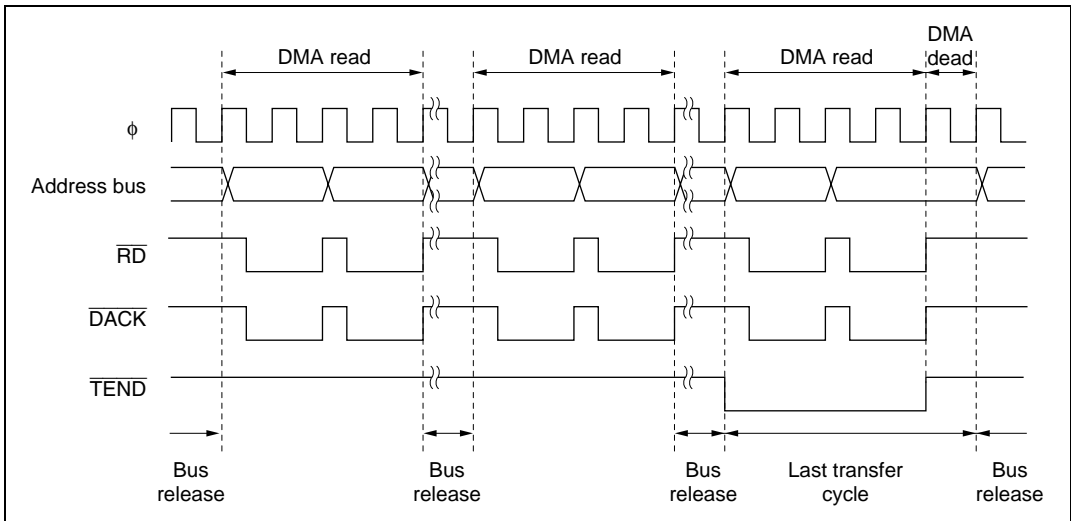 DMA read
DMA read
DMA read
DMA
dead
φ
Address bus
RD
DACK
TEND
Bus
release
Bus
release
Bus
release
Last transfer
cycle
Bus
release